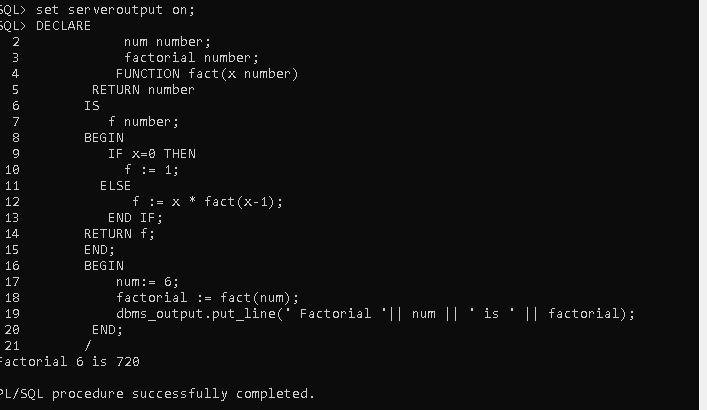 SQL> set serveroutput on;
SQL> DECLARE
2 num number;
3 factorial number;
4 FUNCTION fact(x number)
5 RETURN number
6 IS
7 f number;
8 BEGIN
9 IF x=0 THEN
10 f := 1;
11 ELSE
12 f := x * fact(x-1);
13 END IF;
14 RETURN f;
15 END;
16 BEGIN
17 num:= 6;
18 factorial := fact(num);
19 dbms_output.put_line(' Factorial '|| num || ' is ' || factorial);
20 END;
21 /
Factorial 6 is 720
PL/SQL procedure successfully completed.